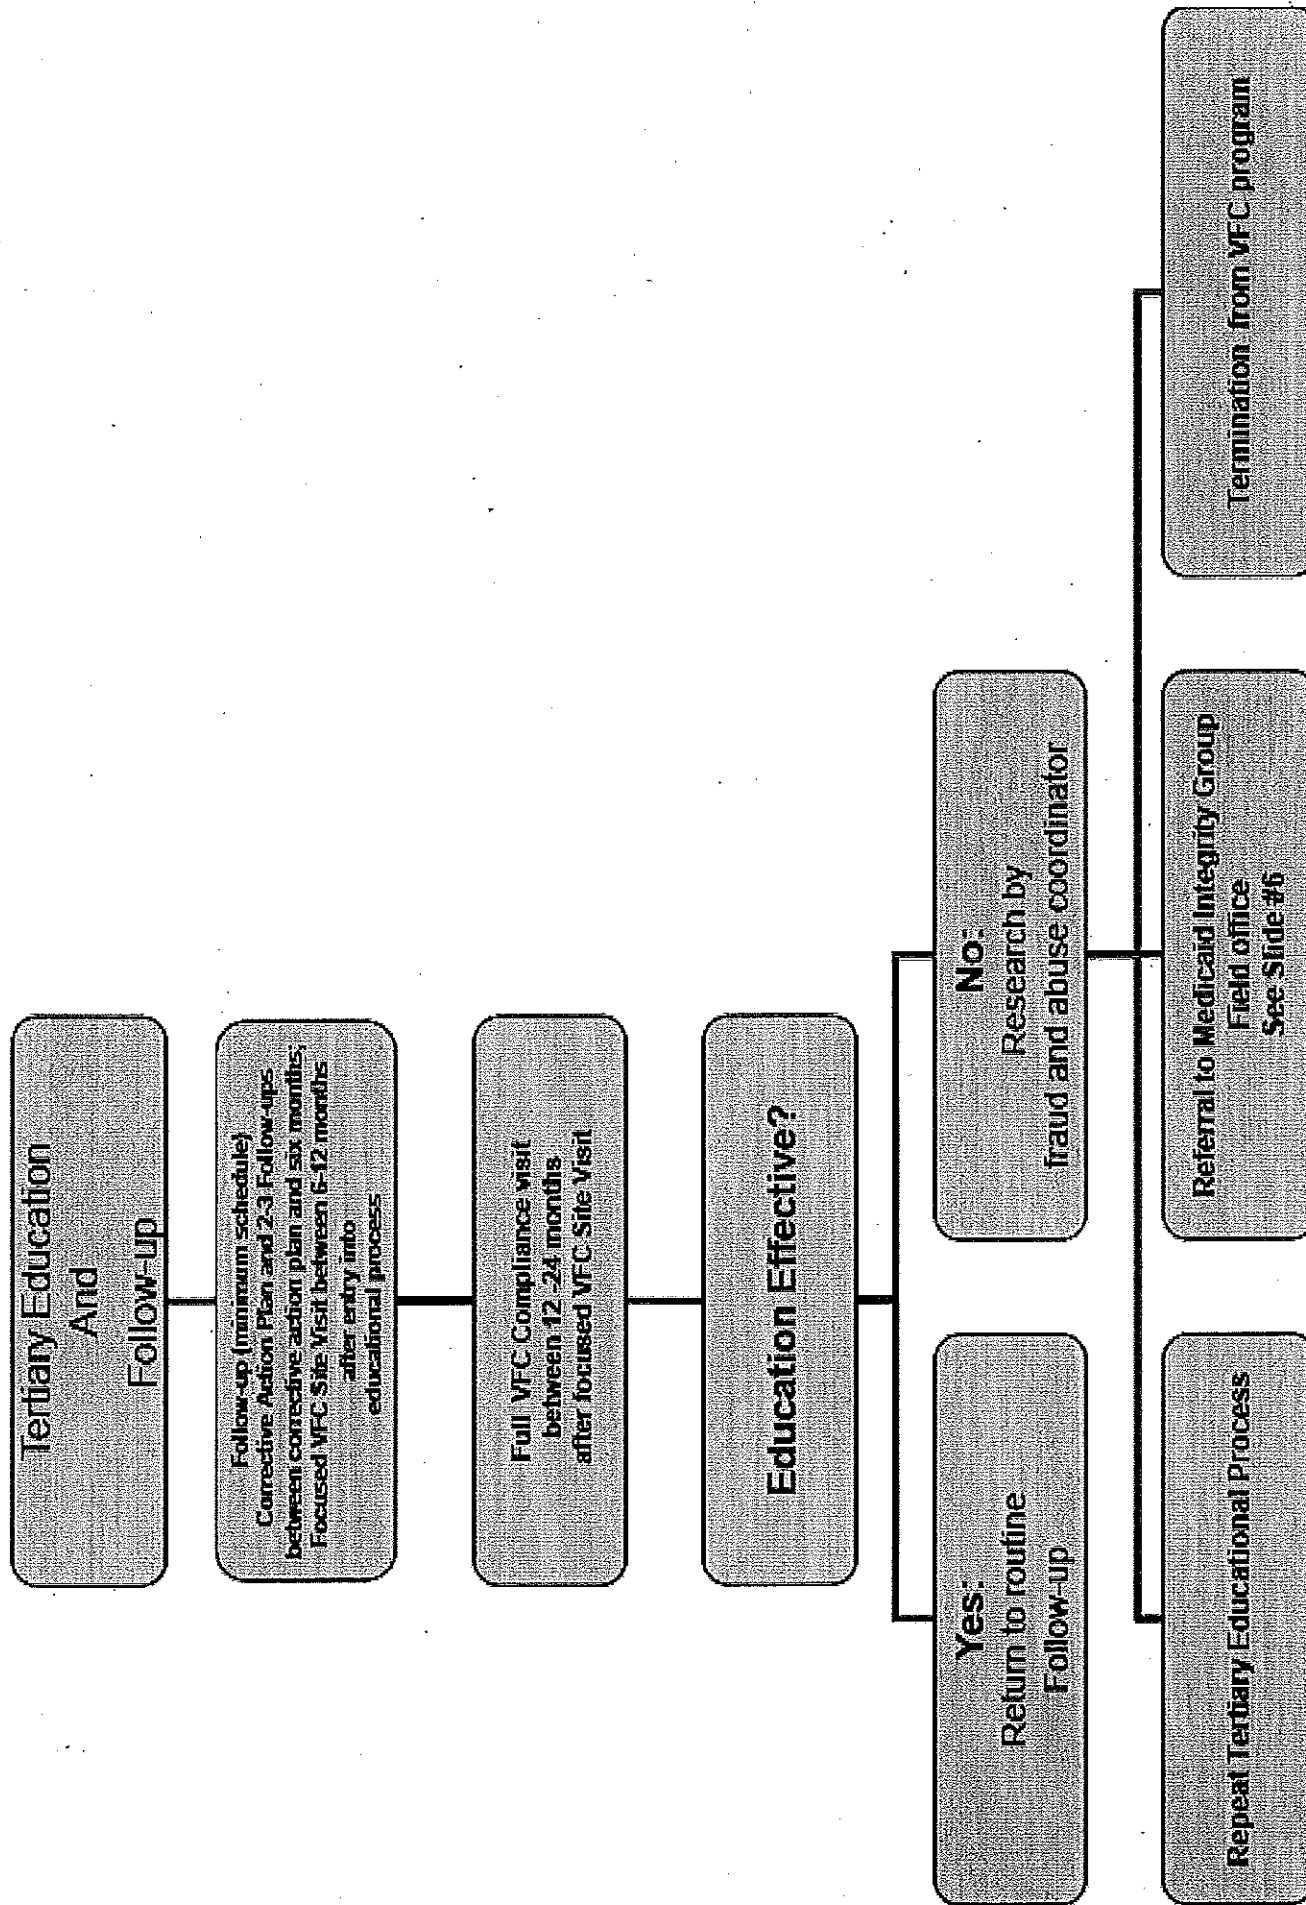 Tertiary Education
And
Follow-up
Follow-up (minimum schedule)
Corrective Action Plan and 2-3 Follow-ups
between corrective action plan and six months;
Focused VFC Site Visit between 6-12 months
after entry into
educational process
Full VFC Compliance visit
between 12 -24 months
after focused VFC Site Visit
Education Effective?
Yes:
Return to routine
Follow-up
No:
Research by
fraud and abuse coordinator
Repeat Tertiary Educational Process
Referral to Medicaid Integrity Group
Field office
See Slide #6
Termination from VFC program